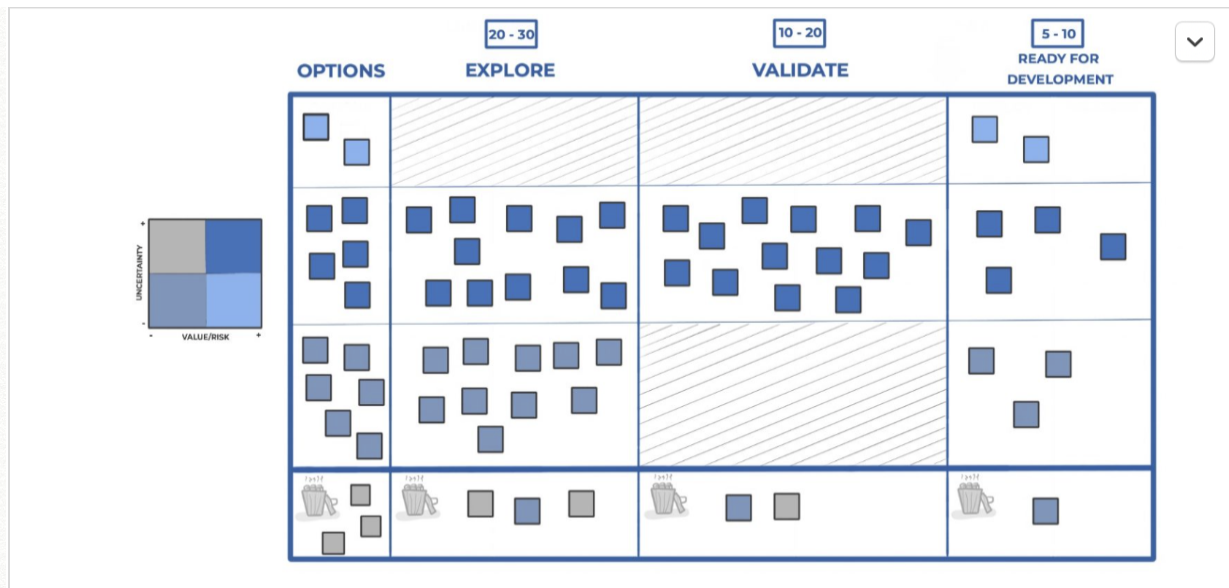 20 - 30
10 - 20
5 - 10
OPTIONS
EXPLORE
VALIDATE
READY FOR
DEVELOPMENT
+
UNCERTAINTY
-
-
VALUE/RISK
+